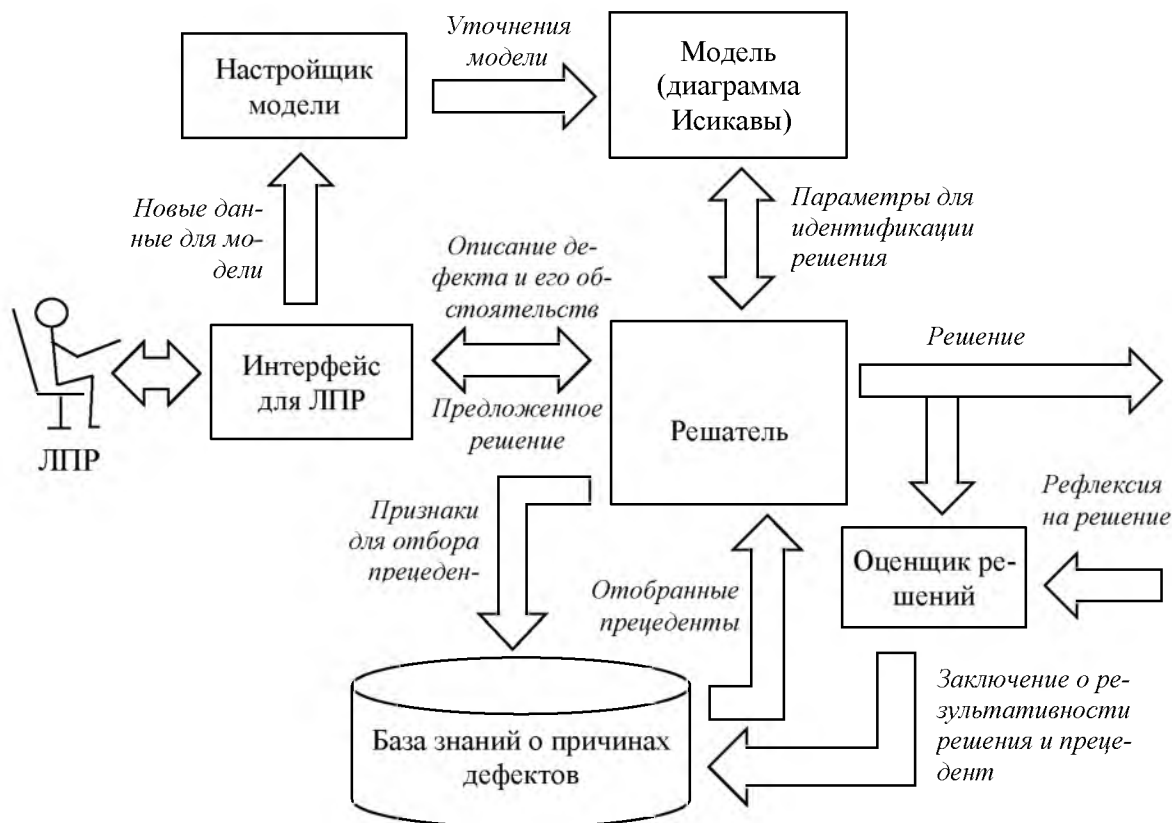 Уточнения
модели
Настройщик
модели
Модель
(диаграмма
Исикавы)
Новые дан-
ные для мо-
дели
Параметры для
идентификации
решения
Описание де-
фекта и его об-
стоятельств
Интерфейс
для ЛПР
Предложенное
решение
ЛПР
Решатель
Решение
Признаки
для отбора
прецеден-
Отобранные
прецеденты
Рефлексия
на решение
Оценщик ре-
шений
База знаний о причинах
дефектов
Заключение о ре-
зультативности
решения и преце-
дент